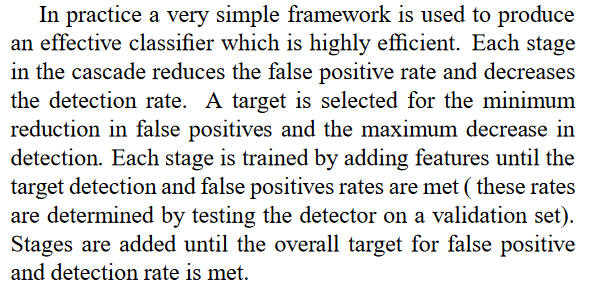 In practice a very simple framework is used to produce
an effective classifier which is highly efficient. Each stage
in the cascade reduces the false positive rate and decreases
the detection rate. A target is selected for the minimum
reduction in false positives and the maximum decrease in
detection. Each stage is trained by adding features until the
target detection and false positives rates are met ( these rates
are determined by testing the detector on a validation set).
Stages are added until the overall target for false positive
and detection rate is met.